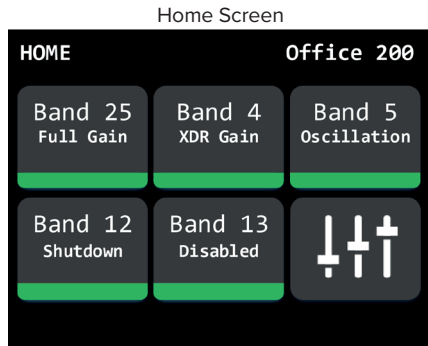 Home Screen
HOME Office 200
Band 25 Band 4 Band 5
Full Gain XDR Gain Oscillation
Band 12 Band 13
Shutdown Disabled